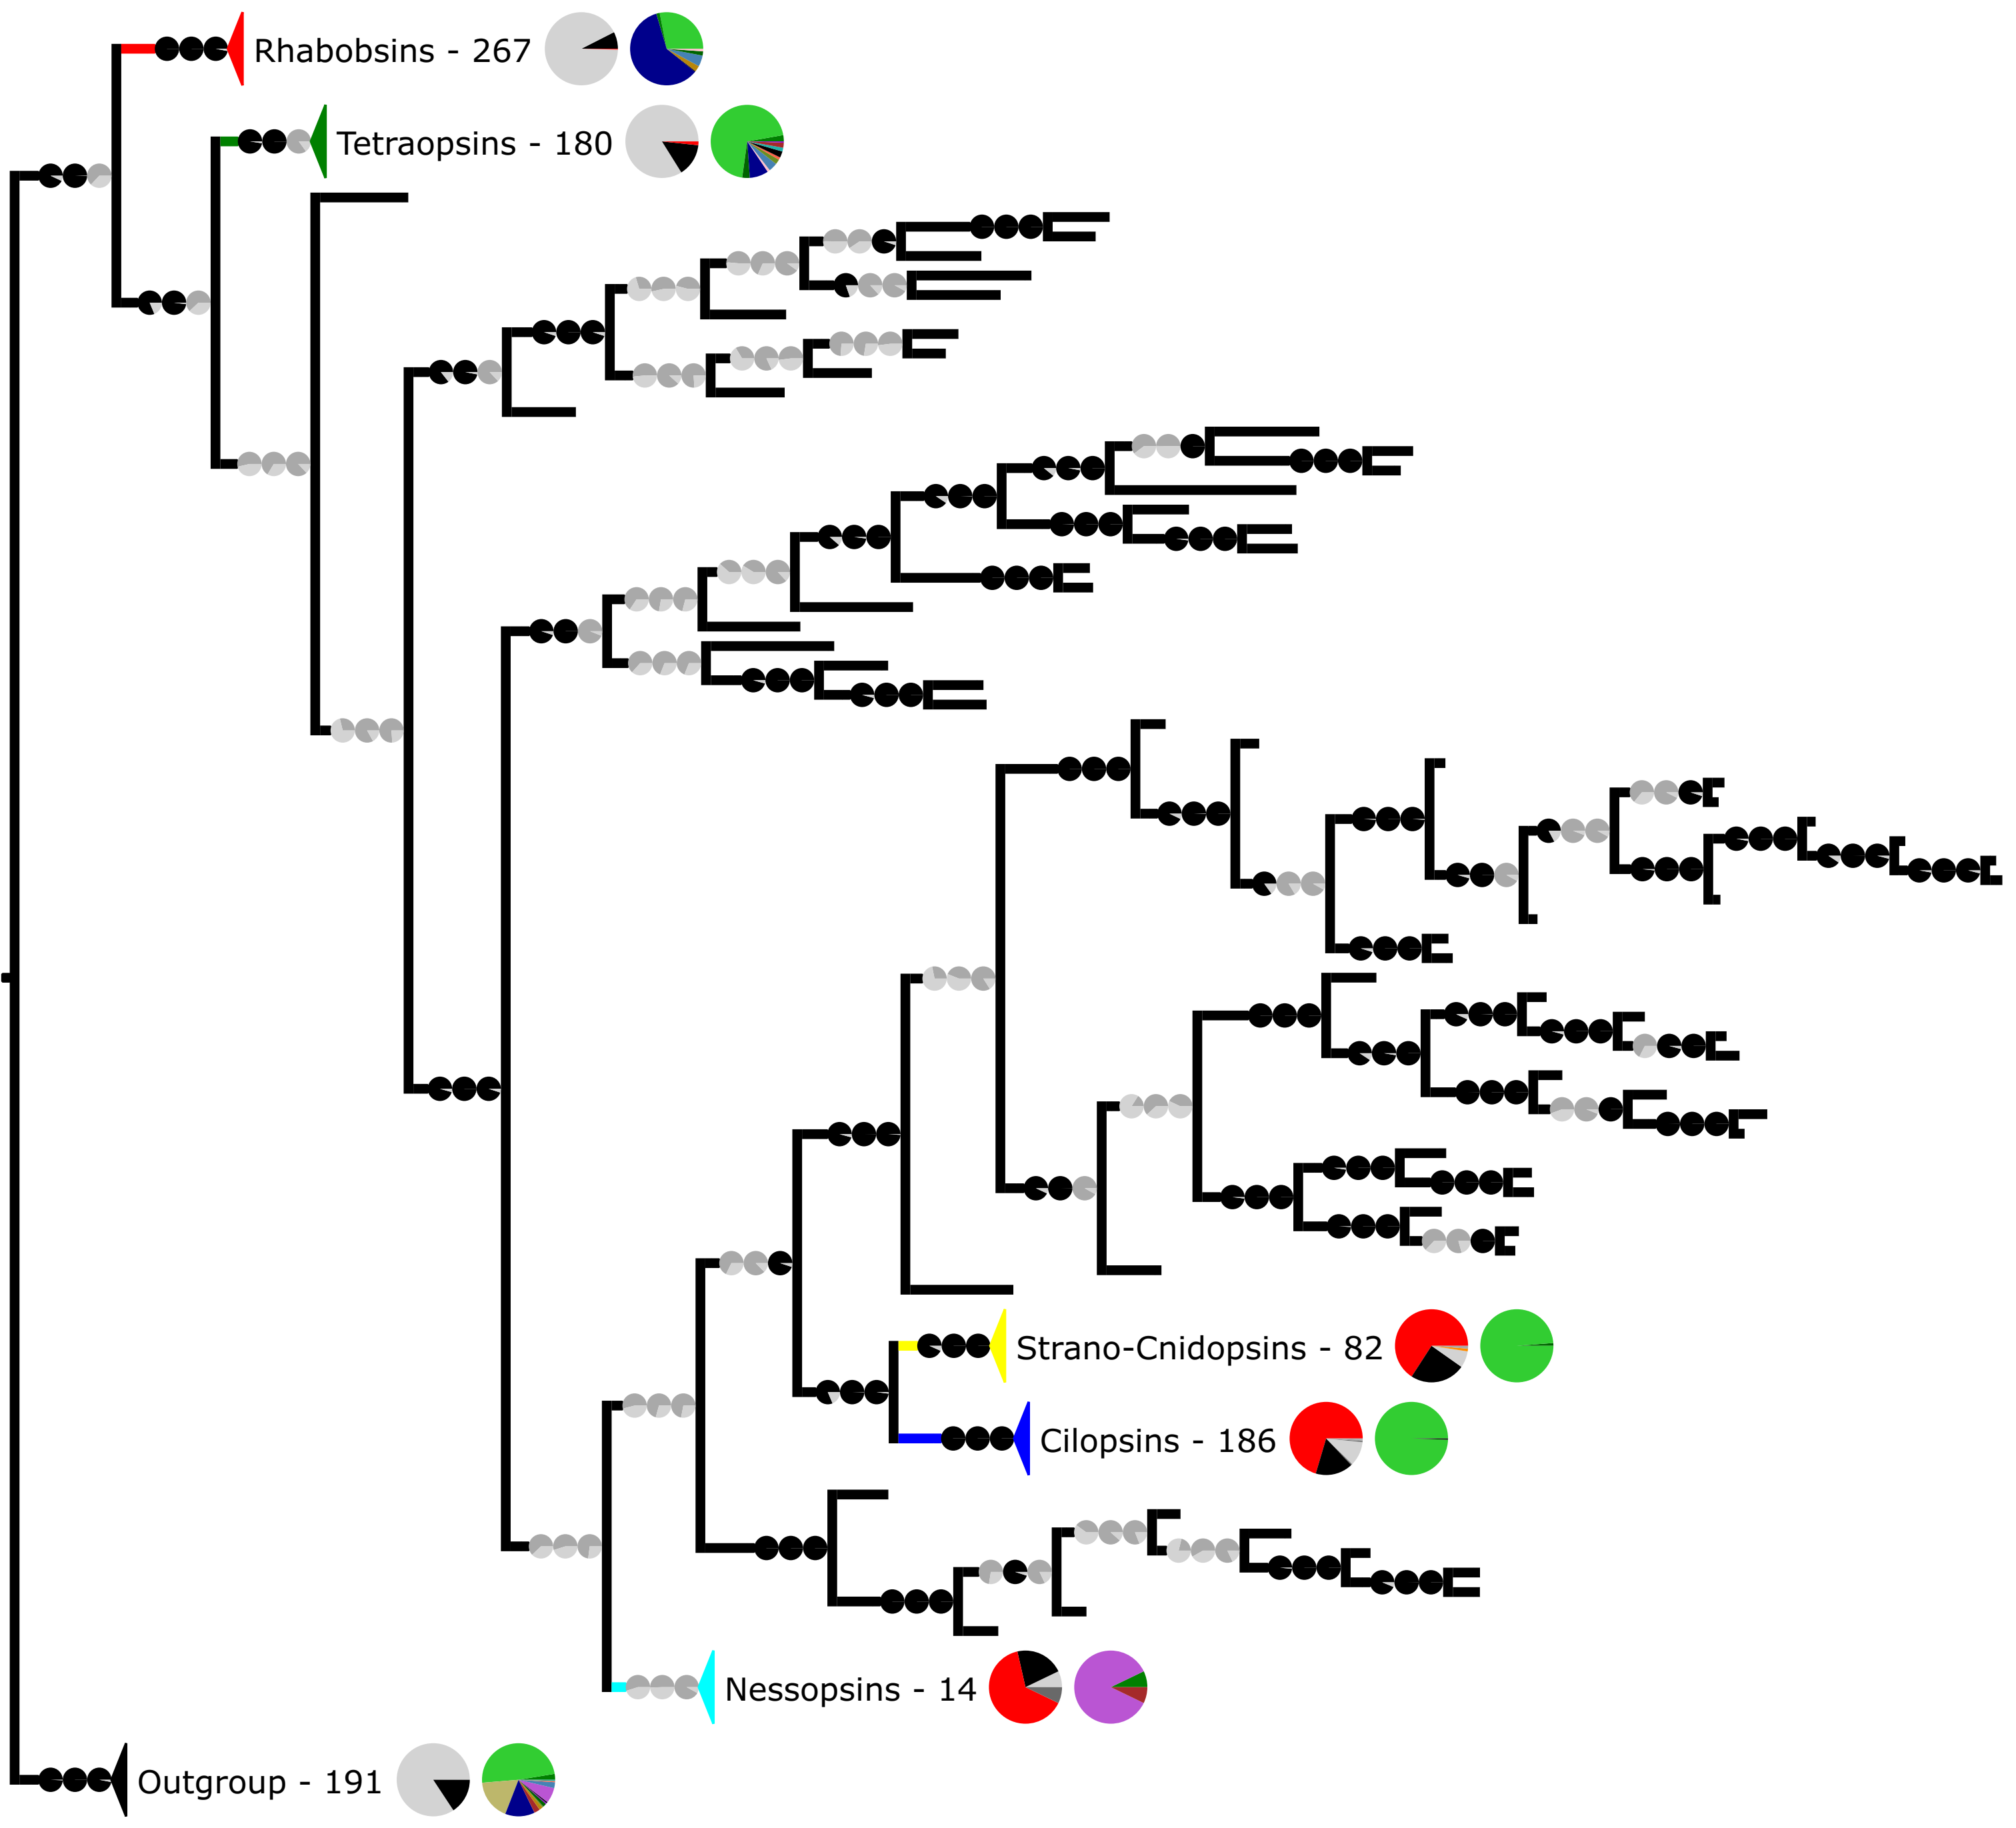 Rhabobsins - 267
Tetraopsins - 180
Strano-Cnidopsins - 82
Cilopsins - 186
Nessopsins - 14
Outgroup - 191